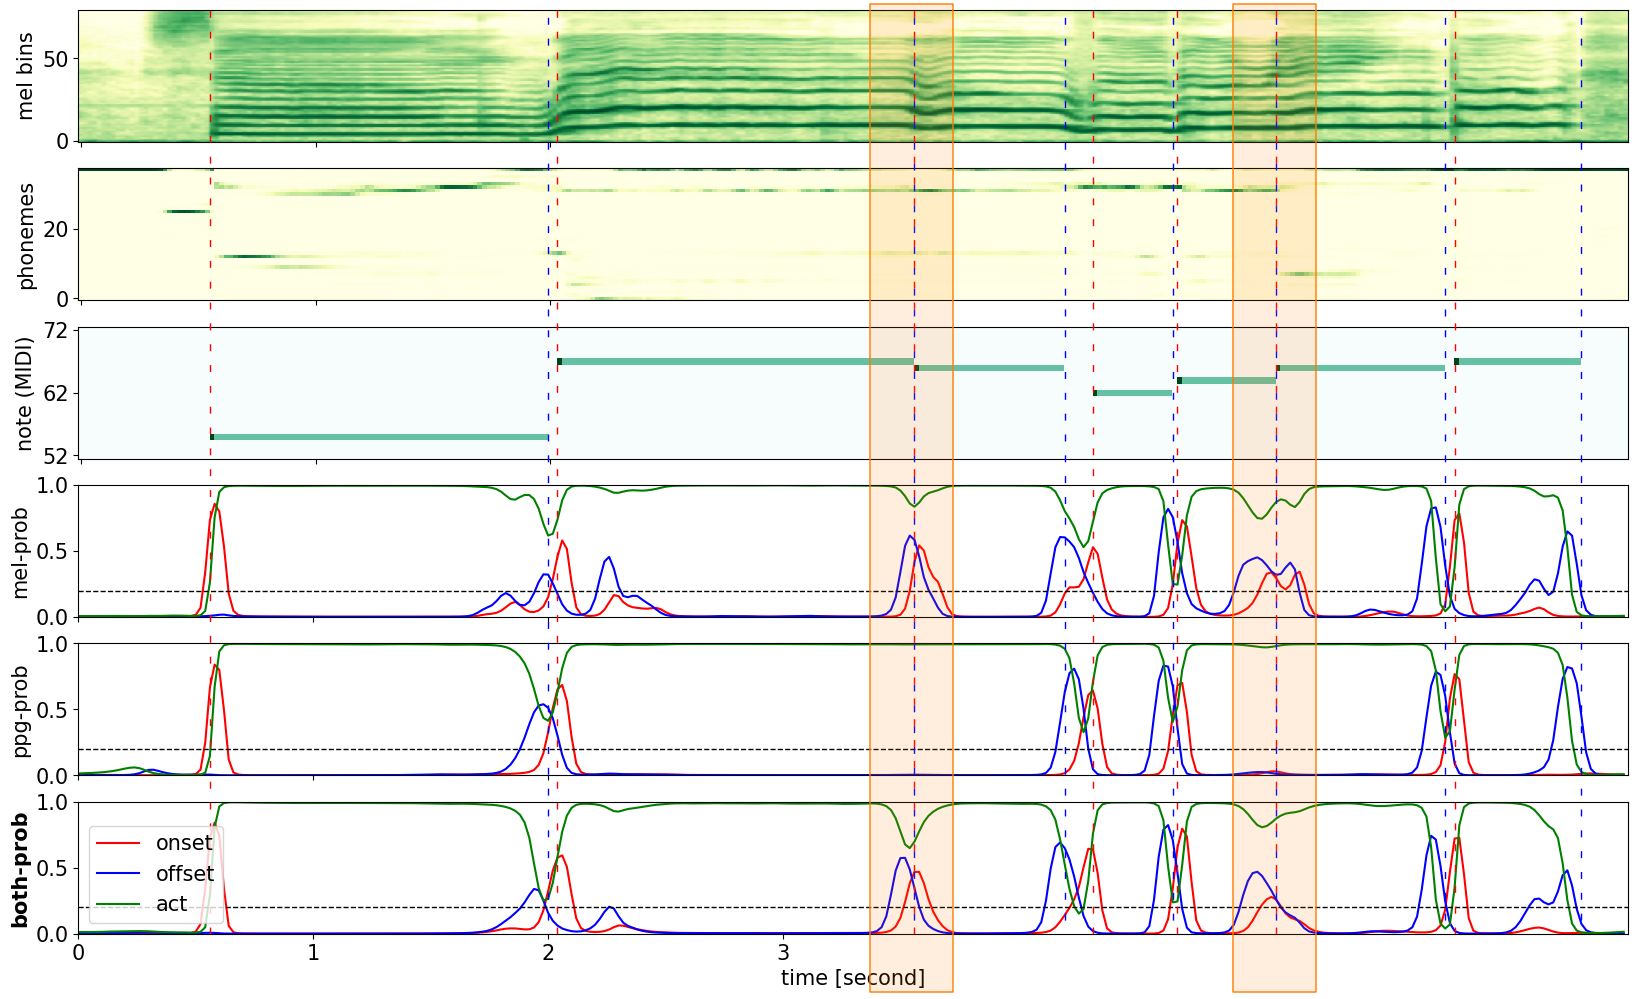 mel bins
50
0
phonemes
20
0
note (MIDI)
72
62
52
mel-prob
1.0
0.5
0.0
ppg-prob
1.0
0.5
0.0
both-prob
1.0
0.5
0.0
onset
offset
act
0 1 2 3
time [second]